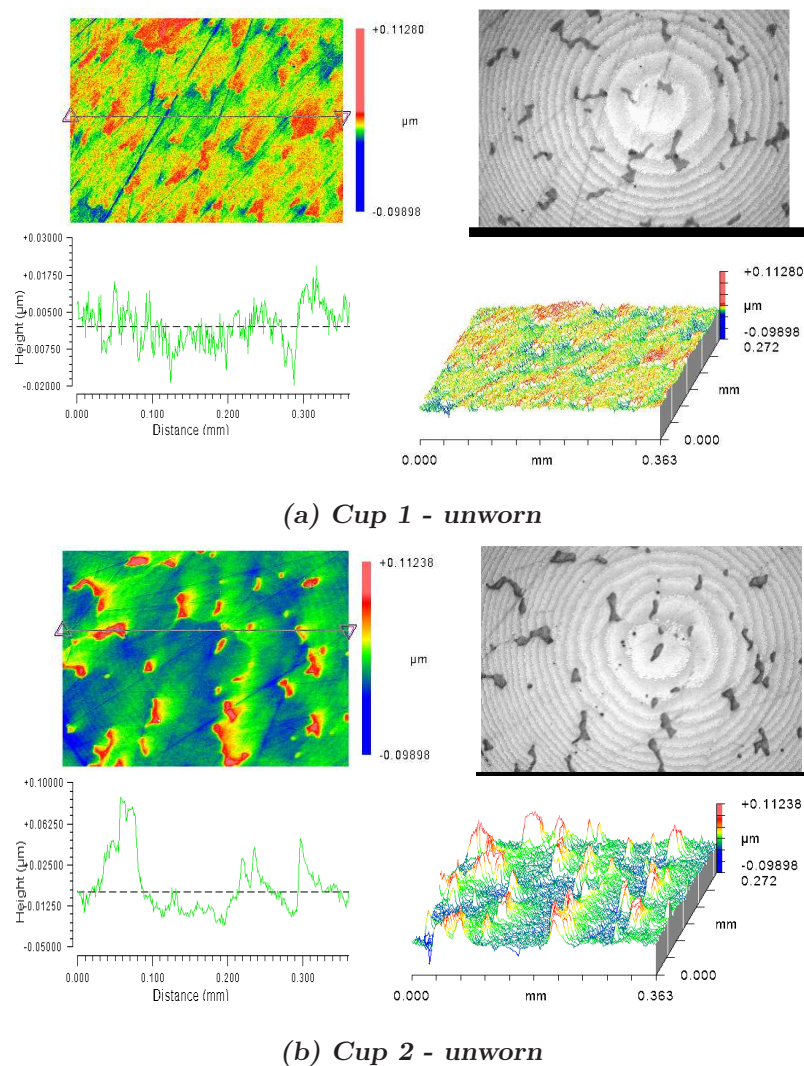 +0.11280
µm
-0.09898
+0.03000
+0.01750
+0.00500
-0.00750
-0.02000
Height (µm)
0.000 0.100 0.200 0.300
Distance (mm)
+0.11280
µm
-0.09898
0.272
mm
0.000
0.000 mm 0.363
(a) Cup 1 - unworn
+0.11238
µm
-0.09898
+0.10000
+0.06250
+0.02500
-0.01250
-0.05000
Height (µm)
0.000 0.100 0.200 0.300
Distance (mm)
+0.11238
µm
-0.09898
0.272
mm
0.000
0.000 mm 0.363
(b) Cup 2 - unworn